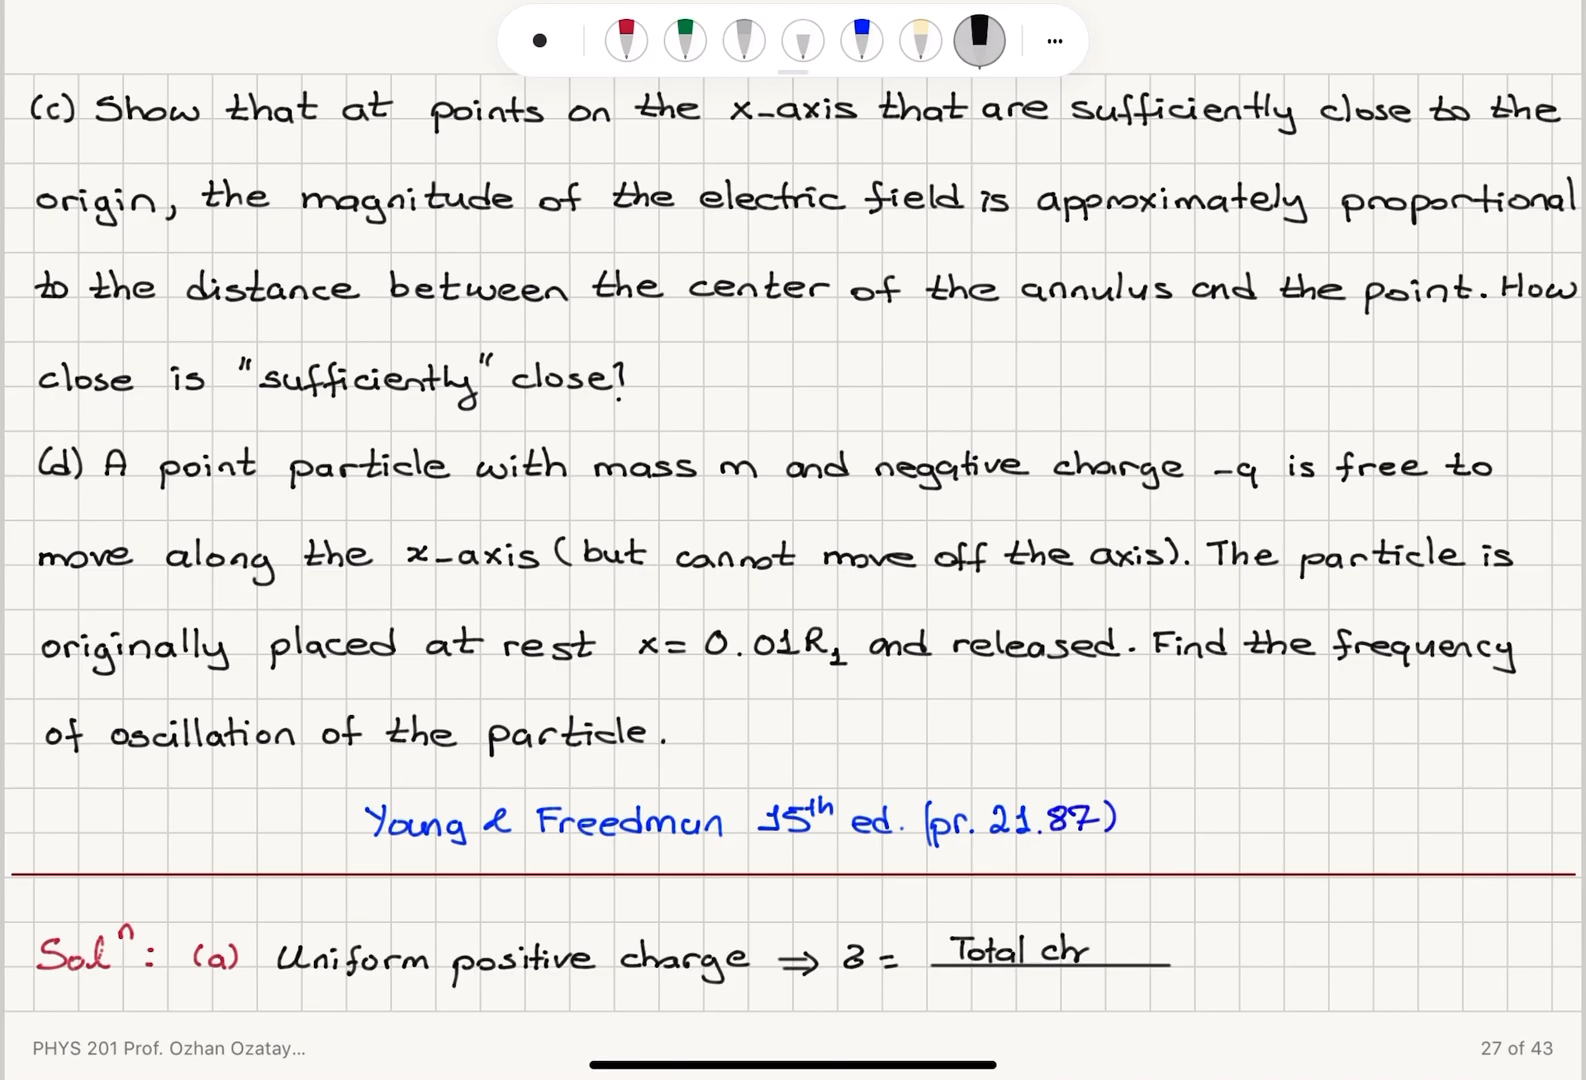 (c) Show that at points on the x-axis that are sufficiently close to the
origin, the magnitude of the electric field is approximately proportional
to the distance between the center of the annulus and the point. How
close is "sufficiently" close?
(d) A point particle with mass m and negative charge -q is free to
move along the x-axis (but cannot move off the axis). The particle is
originally placed at rest x = 0.01R₁ and released. Find the frequency
of oscillation of the particle.
Young & Freedman 15th ed. (pr. 21.87)
Solⁿ: (a) Uniform positive charge ⇒ = Total chr
PHYS 201 Prof. Ozhan Ozatay...
27 of 43